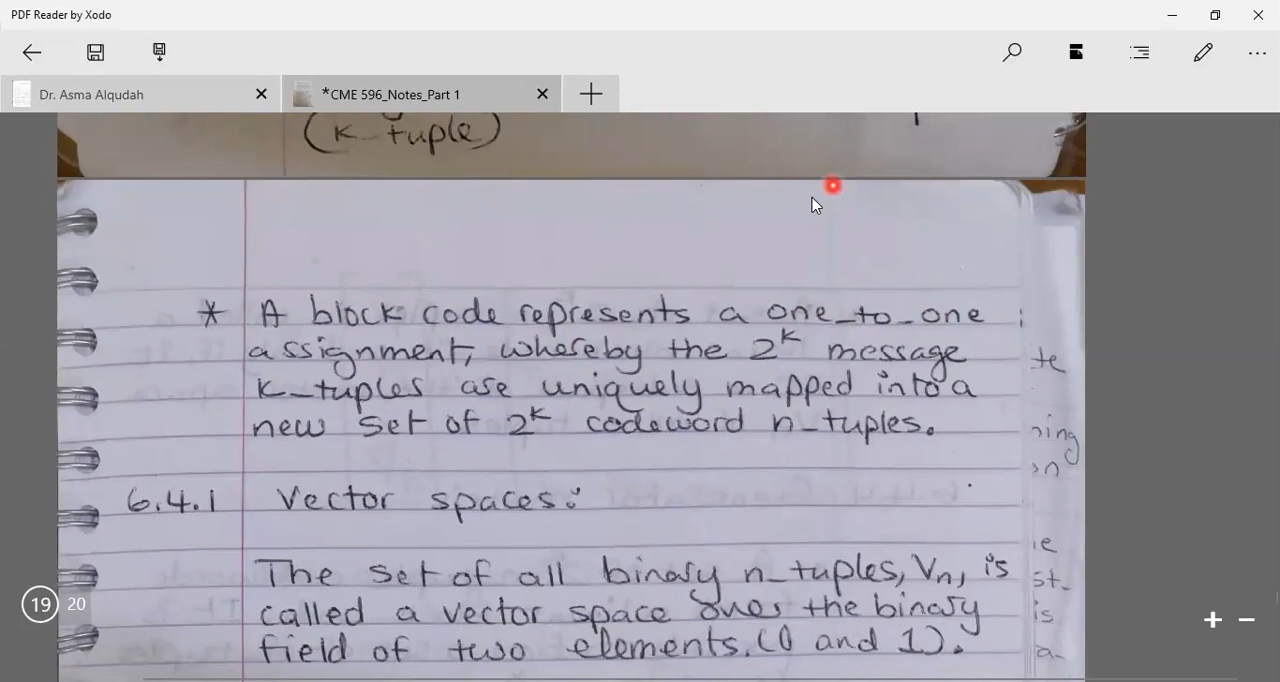 PDF Reader by Xodo
Dr. Asma Alqudah
*CME 596_Notes_Part 1
(k-tuple)
* A block code represents a one-to-one
assignment, whereby the 2^k message
k-tuples are uniquely mapped into a
new set of 2^k codeword n-tuples.
6.4.1 Vector spaces:
The set of all binary n-tuples, Vn, is
called a vector space over the binary
field of two elements. (0 and 1).
19 20